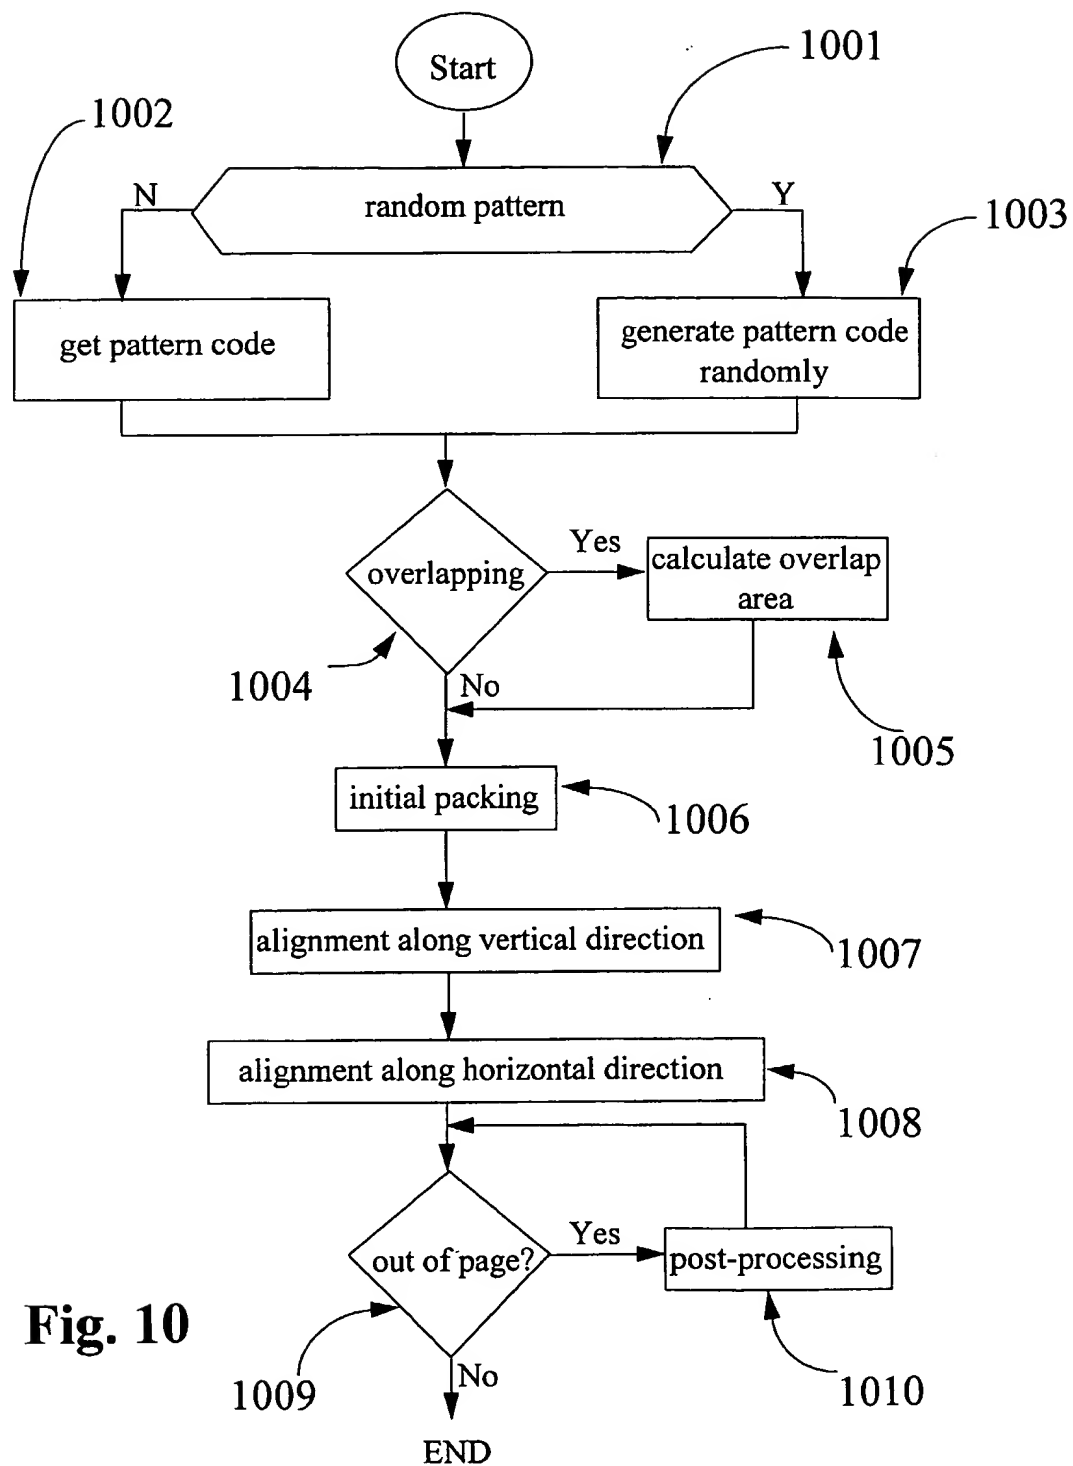 Start
1001
1002
N
random pattern
Y
1003
get pattern code
generate pattern code
randomly
overlapping
Yes
calculate overlap
area
1004
No
1005
initial packing
1006
alignment along vertical direction
1007
alignment along horizontal direction
1008
out of page?
Yes
post-processing
Fig. 10
1009
No
1010
END